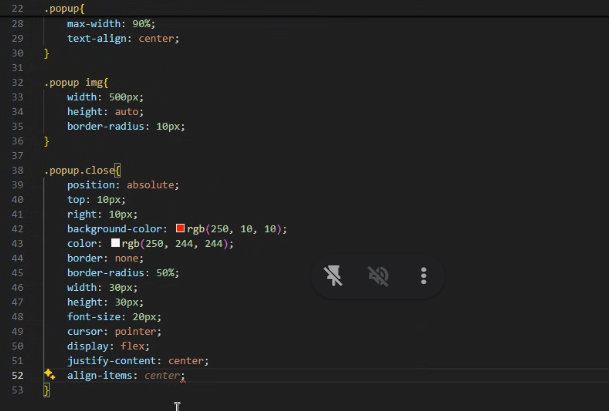 22 .popup{
28 max-width: 90%;
29 text-align: center;
30 }
31
32 .popup img{
33 width: 500px;
34 height: auto;
35 border-radius: 10px;
36 }
37
38 .popup.close{
39 position: absolute;
40 top: 10px;
41 right: 10px;
42 background-color: rgb(250, 10, 10);
43 color: rgb(250, 244, 244);
44 border: none;
45 border-radius: 50%;
46 width: 30px;
47 height: 30px;
48 font-size: 20px;
49 cursor: pointer;
50 display: flex;
51 justify-content: center;
52 align-items: center;
53 }